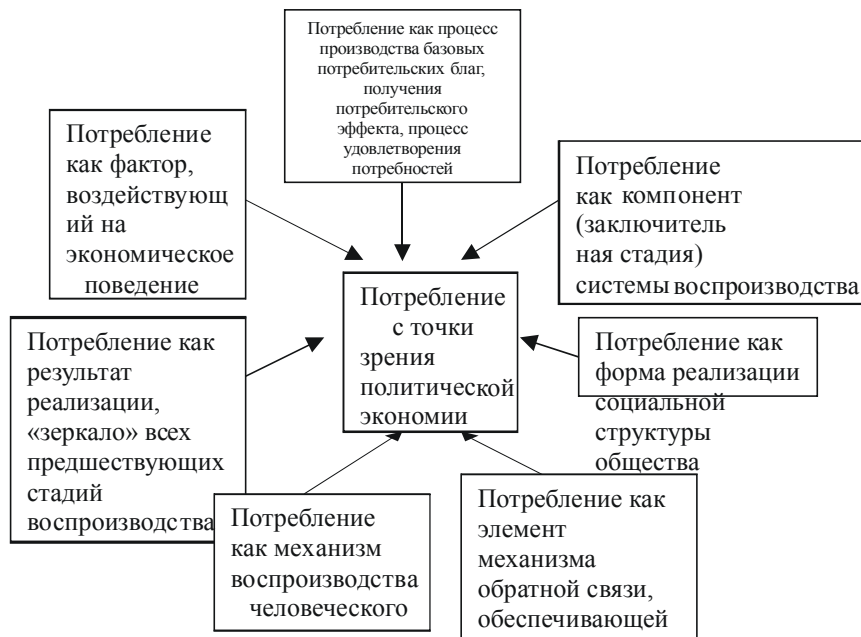 Потребление как процесс
производства базовых
потребительских благ,
получения
потребительского
эффекта, процесс
удовлетворения
потребностей
Потребление
как фактор,
воздействующ
ий на
экономическое
поведение
Потребление
как компонент
(заключитель
ная стадия)
системы воспроизводства
Потребление
с точки
зрения
политической
экономии
Потребление как
результат
реализации,
«зеркало» всех
предшествующих
стадий
воспроизводства
Потребление как
форма реализации
социальной
структуры
общества
Потребление
как механизм
воспроизводства
человеческого
Потребление как
элемент
механизма
обратной связи,
обеспечивающей